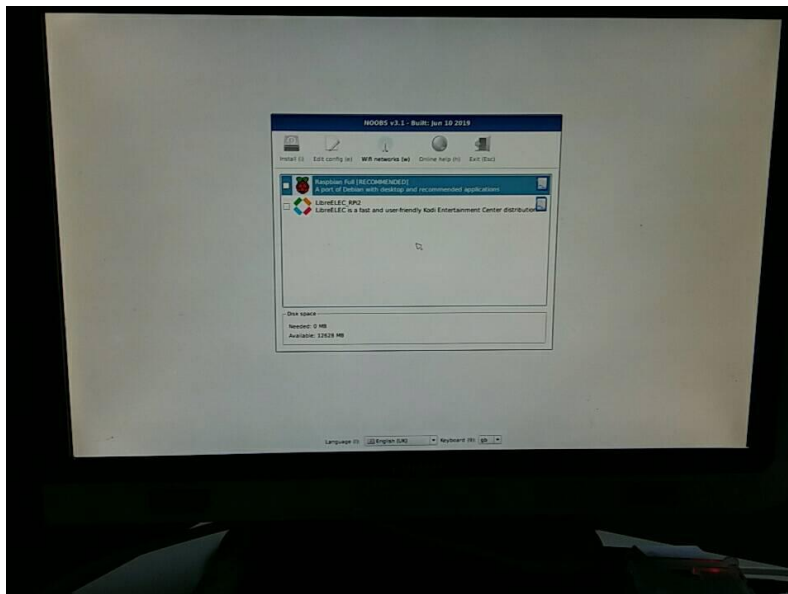 NOOBS v3.1 - Built: Jun 10 2019
Install (i) Edit config (e) Wifi networks (w) Online help (h) Exit (Esc)
Raspbian Full [RECOMMENDED]
A port of Debian with desktop and recommended applications
LibreELEC_RPi2
LibreELEC is a fast and user-friendly Kodi Entertainment Center distribution
Disk space
Needed: 0 MB
Available: 12629 MB
Language (l): English (UK) Keyboard (9): gb